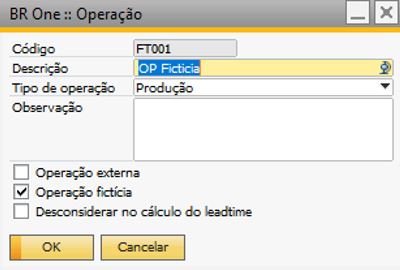 BR One :: Operação
Código FT001
Descrição OP Ficticia
Tipo de operação Produção
Observação
Operação externa
Operação fictícia
Desconsiderar no cálculo do leadtime
OK Cancelar